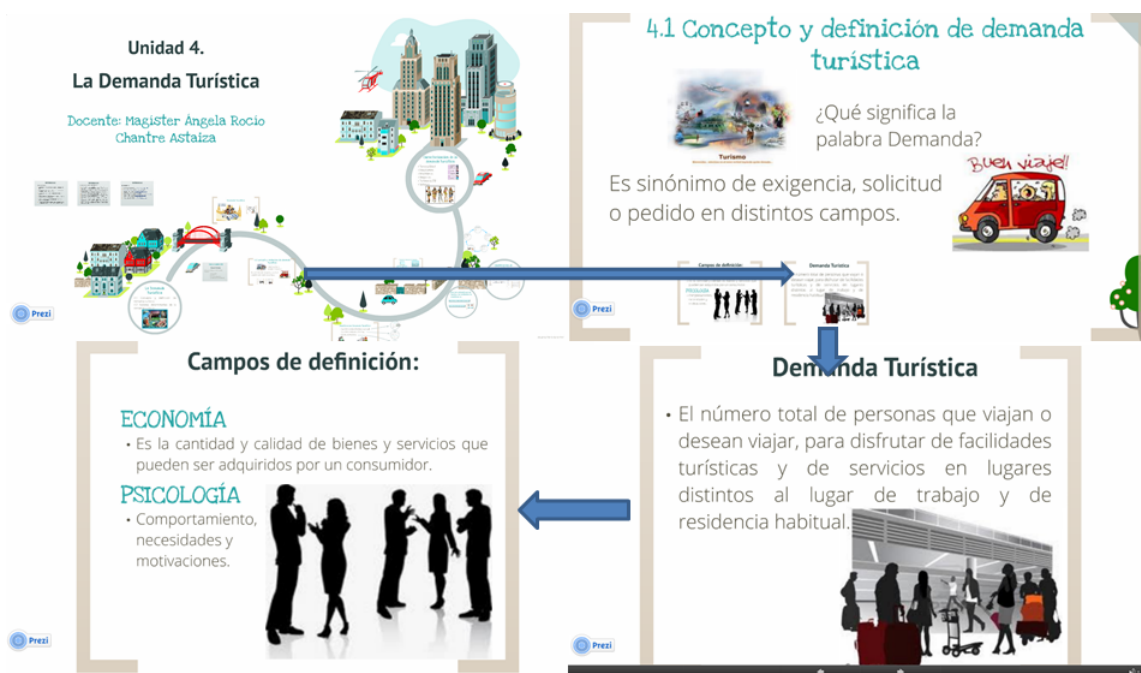 Unidad 4.
La Demanda Turística
Docente: Magister Ángela Rocío
Chantre Astaiza
Prezi
4.1 Concepto y definición de demanda
turística
¿Qué significa la
palabra Demanda?
Turismo
Buen viaje!!
Es sinónimo de exigencia, solicitud
o pedido en distintos campos.
Campos de definición:
Demanda Turística
Prezi
Campos de definición:
ECONOMÍA
• Es la cantidad y calidad de bienes y servicios que
pueden ser adquiridos por un consumidor.
PSICOLOGÍA
• Comportamiento,
necesidades y
motivaciones.
Prezi
Demanda Turística
• El número total de personas que viajan o
desean viajar, para disfrutar de facilidades
turísticas y de servicios en lugares
distintos al lugar de trabajo y de
residencia habitual.
Prezi